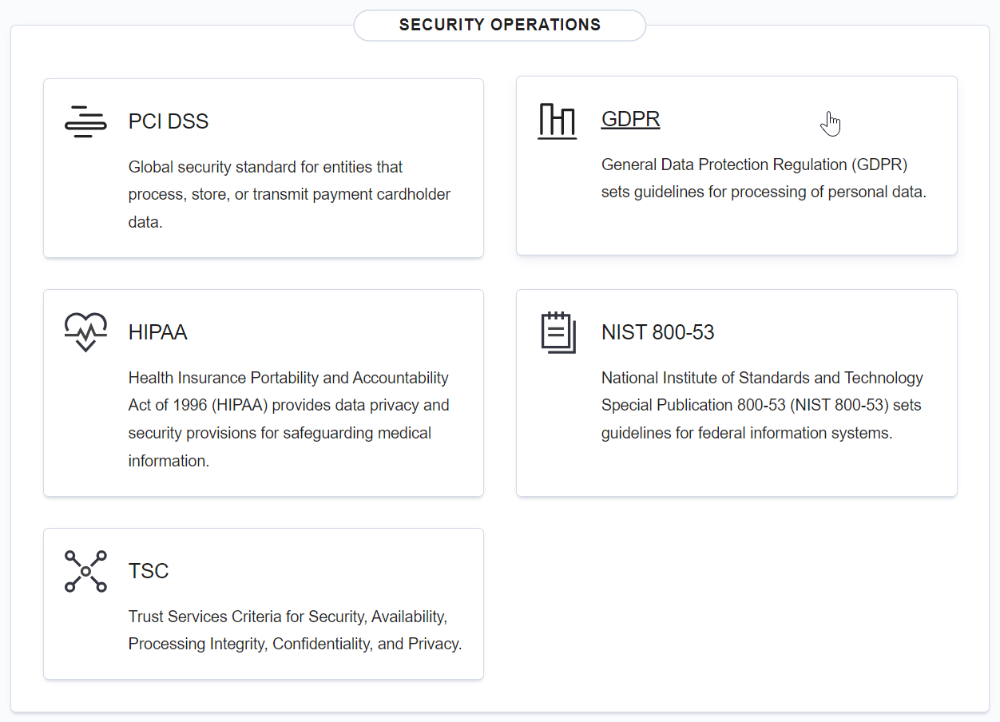 SECURITY OPERATIONS
PCI DSS
Global security standard for entities that
process, store, or transmit payment cardholder
data.
GDPR
General Data Protection Regulation (GDPR)
sets guidelines for processing of personal data.
HIPAA
Health Insurance Portability and Accountability
Act of 1996 (HIPAA) provides data privacy and
security provisions for safeguarding medical
information.
NIST 800-53
National Institute of Standards and Technology
Special Publication 800-53 (NIST 800-53) sets
guidelines for federal information systems.
TSC
Trust Services Criteria for Security, Availability,
Processing Integrity, Confidentiality, and Privacy.